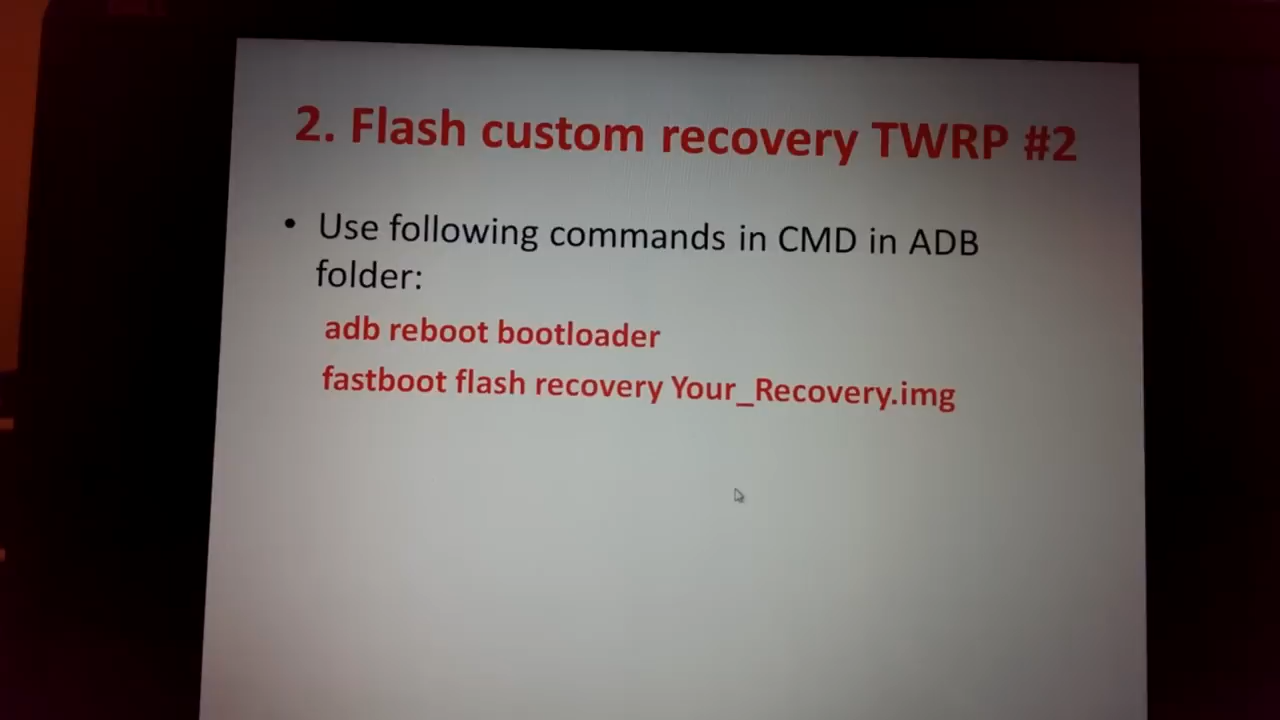 2. Flash custom recovery TWRP #2
• Use following commands in CMD in ADB
folder:
adb reboot bootloader
fastboot flash recovery Your_Recovery.img